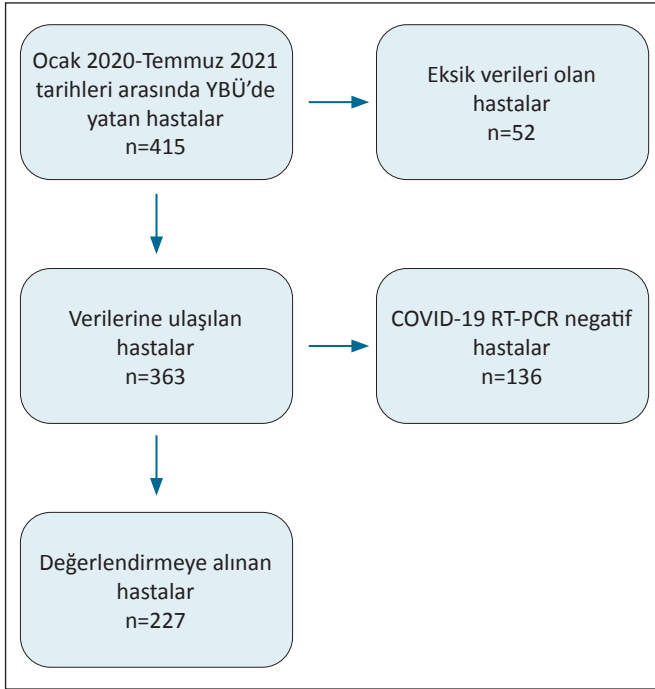 Ocak 2020-Temmuz 2021
tarihleri arasında YBÜ’de
yatan hastalar
n=415
Eksik verileri olan
hastalar
n=52
Verilerine ulaşılan
hastalar
n=363
COVID-19 RT-PCR negatif
hastalar
n=136
Değerlendirmeye alınan
hastalar
n=227